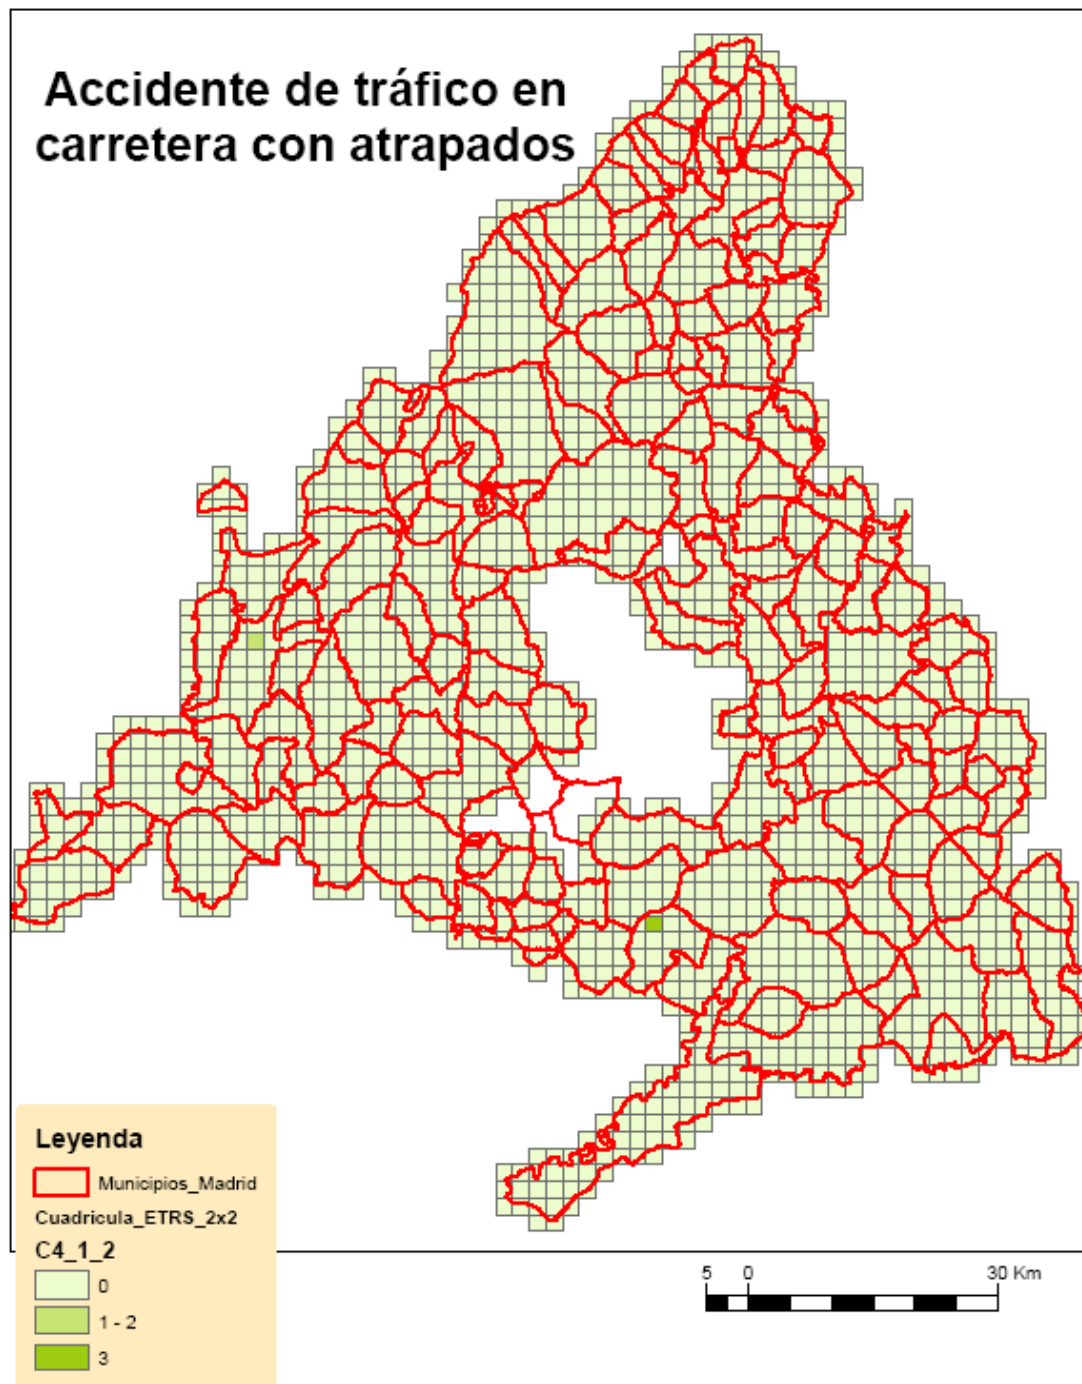 Accidente de tráfico en
carretera con atrapados
Leyenda
Municipios_Madrid
Cuadricula_ETRS_2x2
C4_1_2
0
1 - 2
3
5 0 30 Km